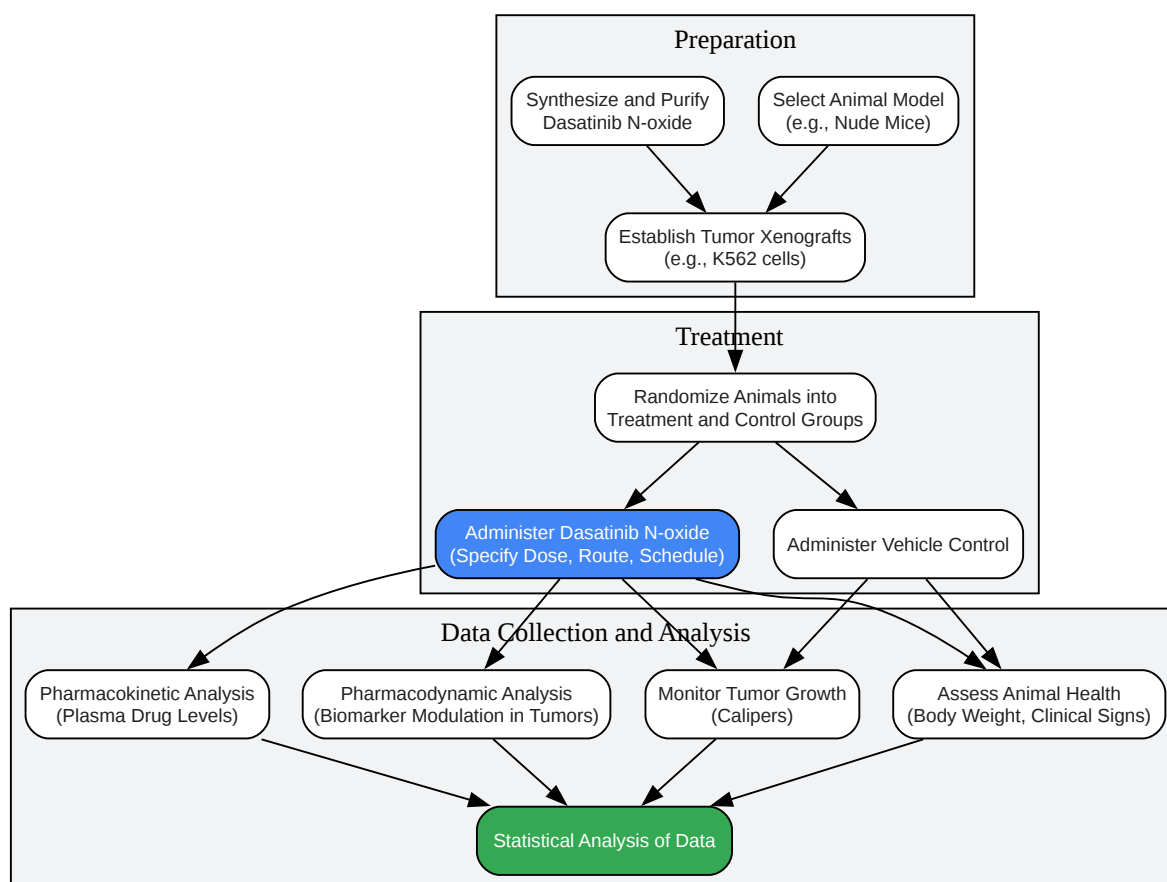 Preparation
Synthesize and Purify
Dasatinib N-oxide
Select Animal Model
(e.g., Nude Mice)
Establish Tumor Xenografts
(e.g., K562 cells)
Treatment
Randomize Animals into
Treatment and Control Groups
Administer Dasatinib N-oxide
(Specify Dose, Route, Schedule)
Administer Vehicle Control
Data Collection and Analysis
Pharmacokinetic Analysis
(Plasma Drug Levels)
Pharmacodynamic Analysis
(Biomarker Modulation in Tumors)
Monitor Tumor Growth
(Calipers)
Assess Animal Health
(Body Weight, Clinical Signs)
Statistical Analysis of Data